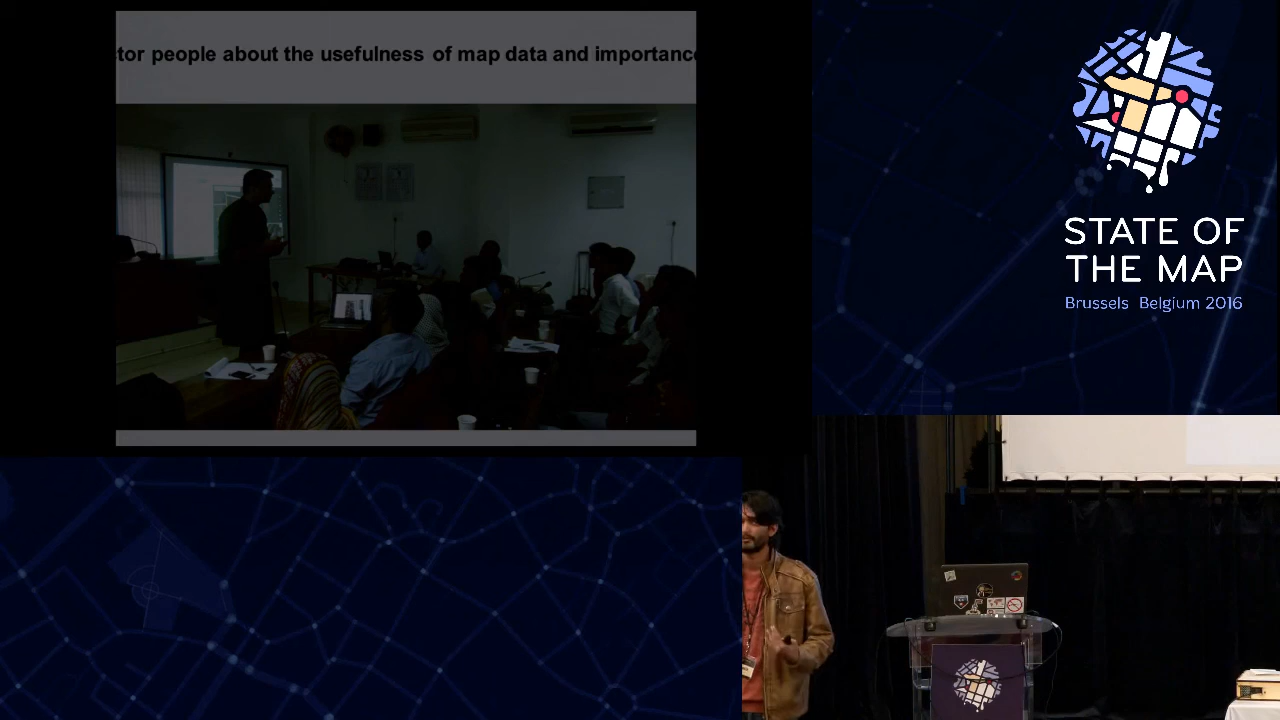 tor people about the usefulness of map data and importance
STATE OF
THE MAP
Brussels Belgium 2016